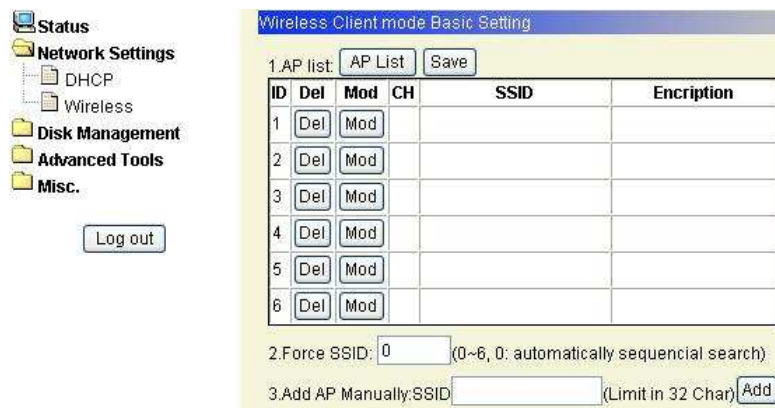 Status
Network Settings
DHCP
Wireless
Disk Management
Advanced Tools
Misc.
Log out
Wireless Client mode Basic Setting
1.AP list: AP List Save
ID Del Mod CH SSID Encription
1 Del Mod
2 Del Mod
3 Del Mod
4 Del Mod
5 Del Mod
6 Del Mod
2.Force SSID: 0 (0~6, 0: automatically sequencial search)
3.Add AP Manually:SSID (Limit in 32 Char) Add